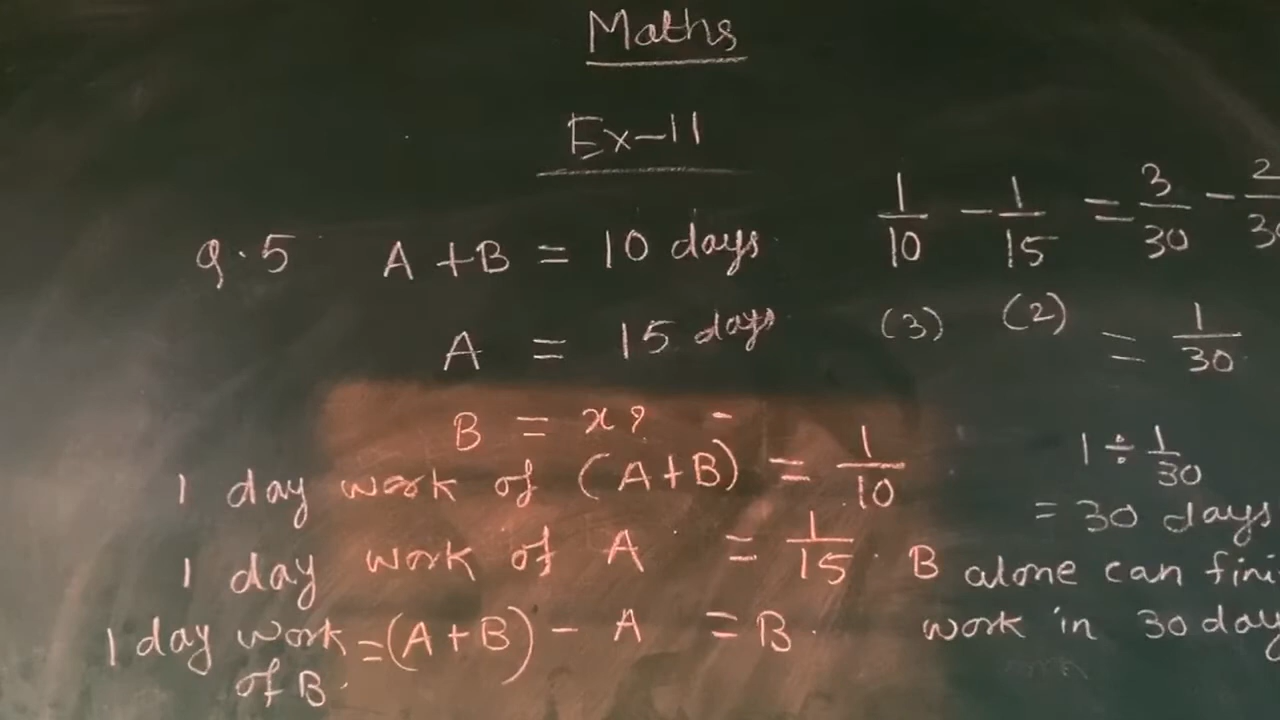 Maths
Ex-11
Q.5 A+B = 10 days
A = 15 days
B = x?
1 day work of (A+B) = 1/10
1 day work of A = 1/15
1 day work = (A+B) - A = B
of B.
1/10 - 1/15 = 3/30 - 2/30
(3) (2)
= 1/30
1 ÷ 1/30
= 30 days
B alone can fini
work in 30 day